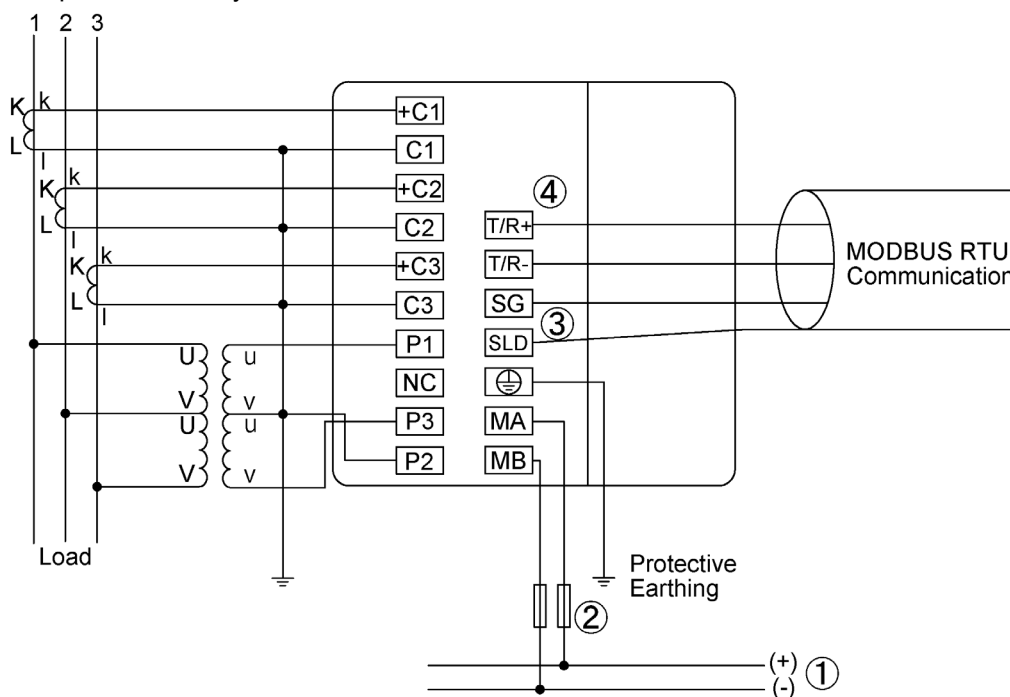 1 2 3
K k
+C1
L l
C1
K k
+C2
④
L l
C2
T/R+
K k
+C3
T/R-
MODBUS RTU
Communication
L l
C3
SG
③
U u
P1
SLD
V v
NC
U u
P3
MA
V v
P2
MB
Load
Protective
Earthing
②
(+) ①
(-)